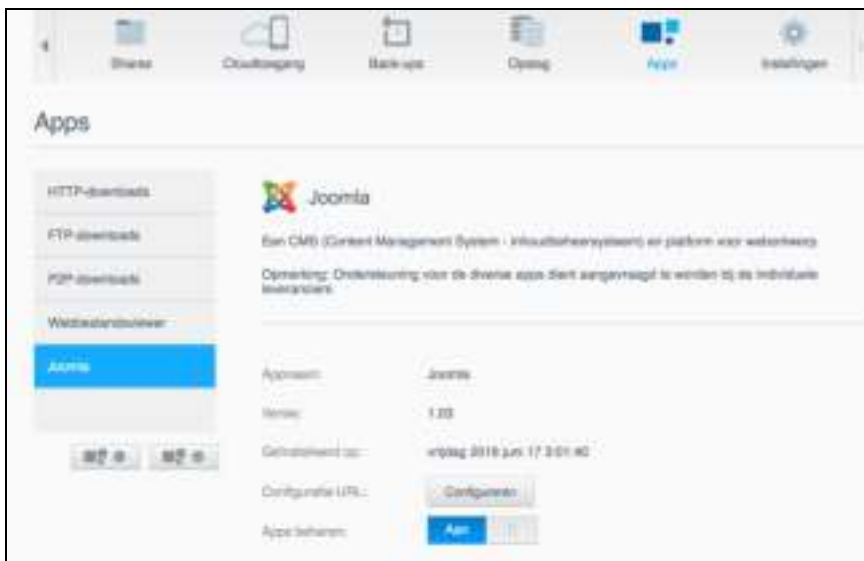 Shares
Cloudtoegang
Back-ups
Opslag
Apps
Instellingen
Apps
HTTP-downloads
FTP-downloads
P2P-downloads
Webbestandsviewer
Joomla
Joomla
Een CMS (Content Management System - inhoudbeheersysteem) en platform voor webontwerp.
Opmerking: Ondersteuning voor de diverse apps dient aangevraagd te worden bij de individuele
leveranciers.
Appnaam: Joomla
Versie: 1.03
Geïnstalleerd op: vrijdag 2016 juni 17 3:01:40
Configuratie URL: Configureren
Apps beheren: Aan